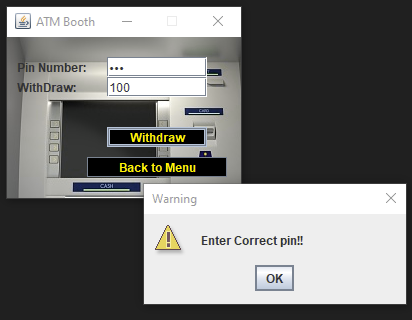 ATM Booth
Pin Number: •••
WithDraw: 100
CARD
Withdraw
Back to Menu
CASH
Warning
Enter Correct pin!!
OK